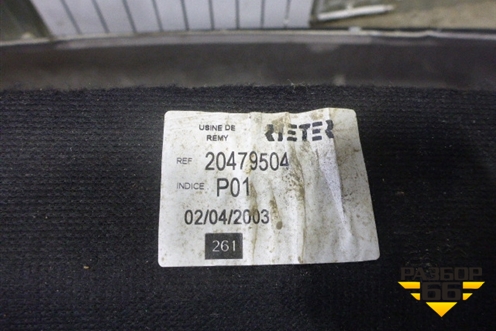 USINE DE
REMY
RIETER
REF 20479504
INDICE P01
02/04/2003
261
РАЗБОР
66